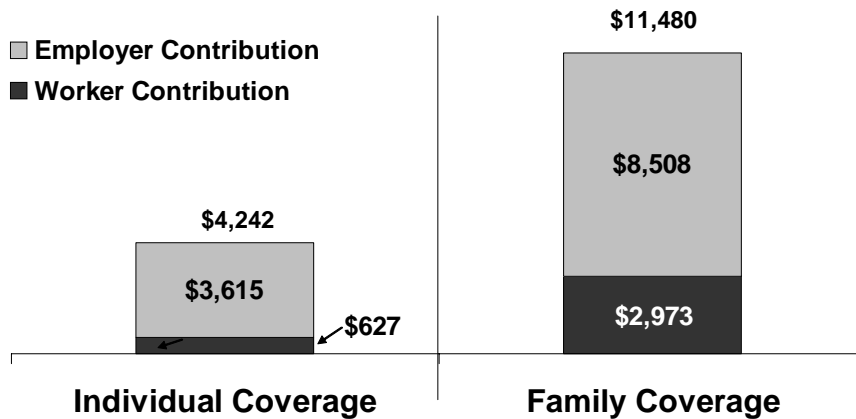 $11,480
Employer Contribution
Worker Contribution
$8,508
$4,242
$3,615
$627
$2,973
Individual Coverage
Family Coverage